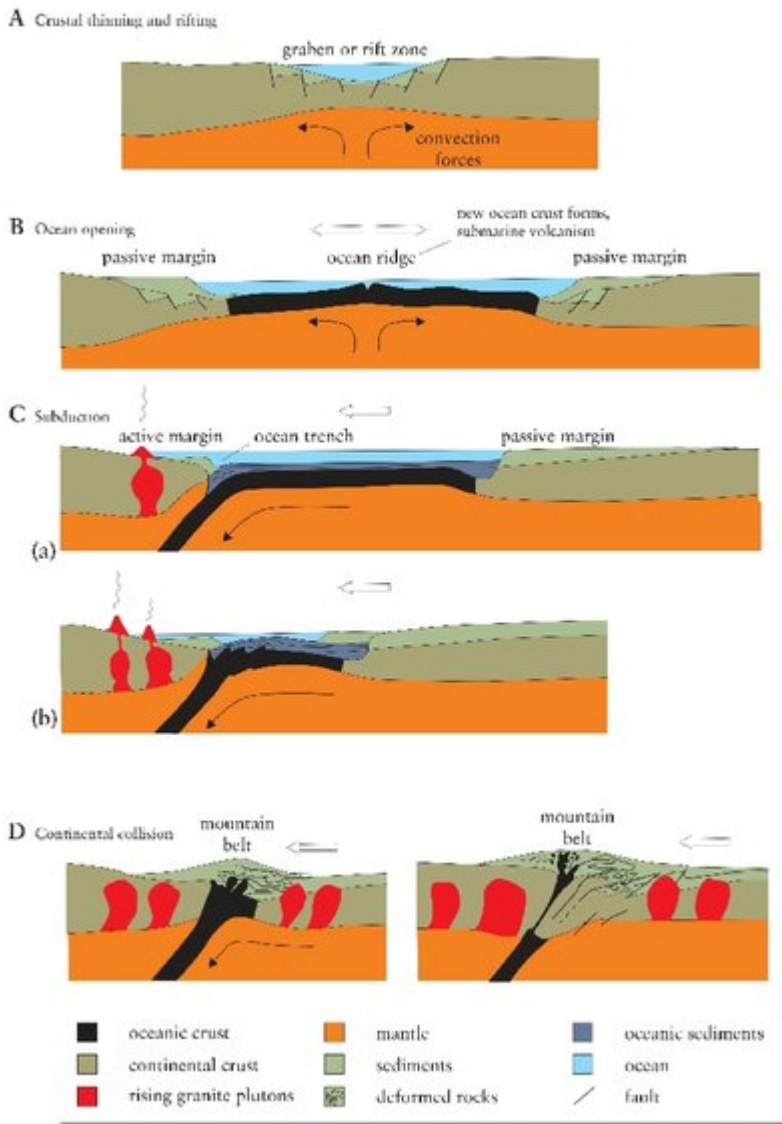 A Crustal thinning and rifting
graben or rift zone
convection
forces
B Ocean opening
new ocean crust forms,
submarine volcanism
passive margin
ocean ridge
passive margin
C Subduction
active margin
ocean trench
passive margin
(a)
(b)
D Continental collision
mountain
belt
mountain
belt
oceanic crust
mantle
oceanic sediments
continental crust
sediments
ocean
rising granite plutons
deformed rocks
fault